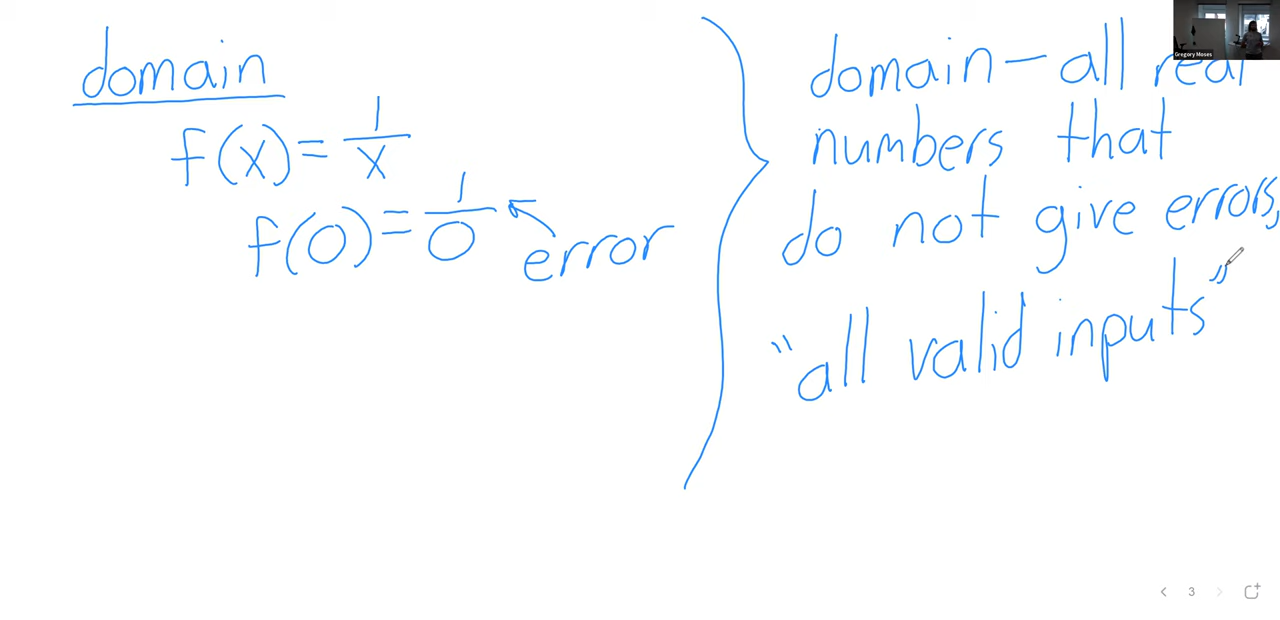 domain
f(x) = 1/x
f(0) = 1/0
error
domain – all real
numbers that
do not give errors,
"all valid inputs"
Gregory Moses
3